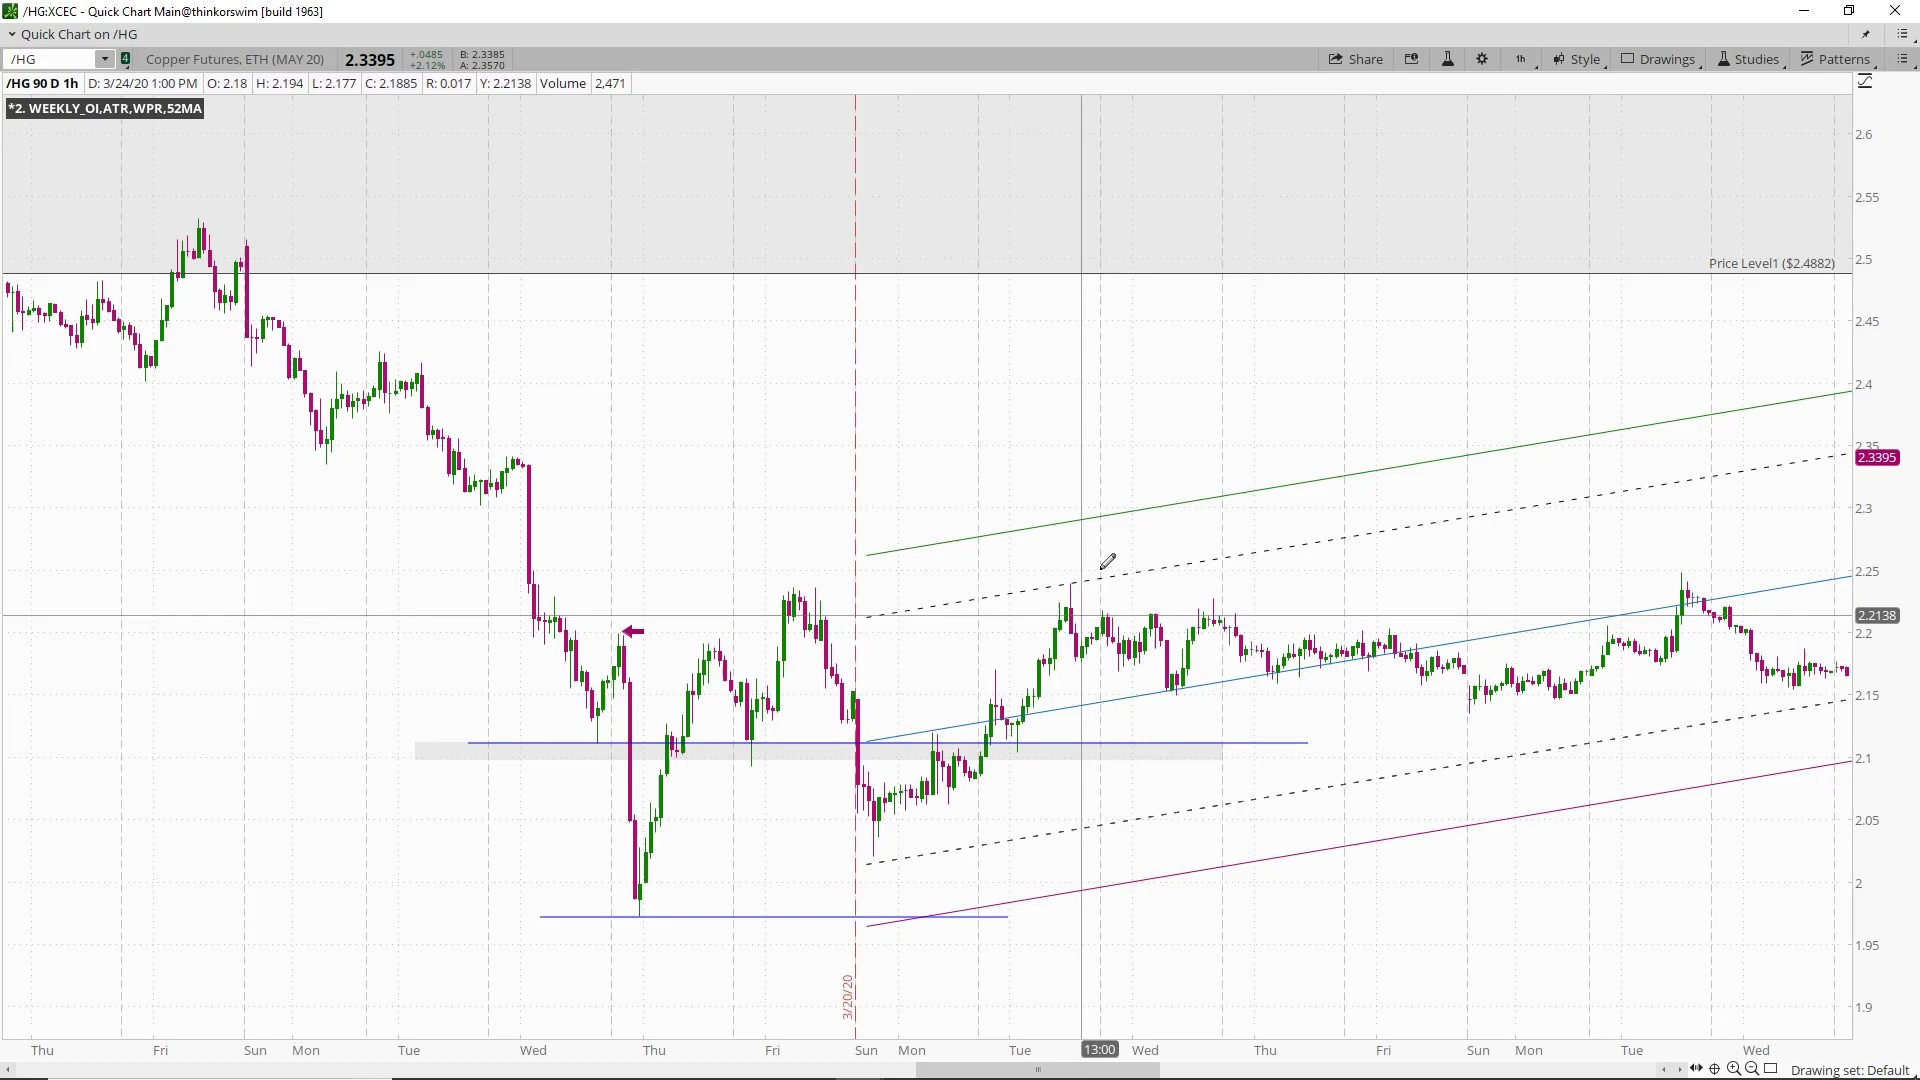 /HG:XCEC - Quick Chart Main@thinkorswim [build 1963]
Quick Chart on /HG
/HG 4 Copper Futures, ETH (MAY 20) 2.3395 +.0485 +2.12% B: 2.3385 A: 2.3570 Share 1h Style Drawings Studies Patterns
/HG 90 D 1h D: 3/24/20 1:00 PM O: 2.18 H: 2.194 L: 2.177 C: 2.1885 R: 0.017 Y: 2.2138 Volume 2,471
*2. WEEKLY_OI,ATR,WPR,52MA
2.6
2.55
2.5
Price Level1 ($2.4882)
2.45
2.4
2.35
2.3395
2.3
2.25
2.2138
2.2
2.15
2.1
2.05
2
1.95
1.9
3/20/20
Thu Fri Sun Mon Tue Wed Thu Fri Sun Mon Tue 13:00 Wed Thu Fri Sun Mon Tue Wed
Drawing set: Default